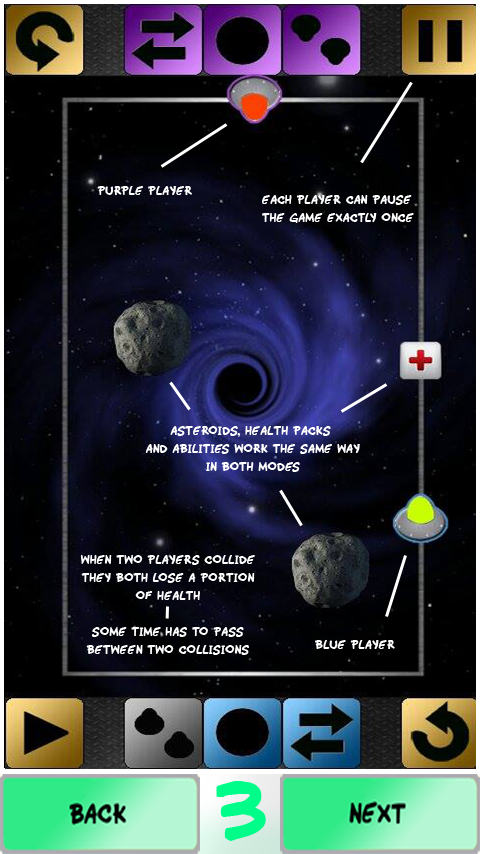 PURPLE PLAYER
EACH PLAYER CAN PAUSE
THE GAME EXACTLY ONCE
ASTEROIDS, HEALTH PACKS
AND ABILITIES WORK THE SAME WAY
IN BOTH MODES
WHEN TWO PLAYERS COLLIDE
THEY BOTH LOSE A PORTION
OF HEALTH
SOME TIME HAS TO PASS
BETWEEN TWO COLLISIONS
BLUE PLAYER
BACK
3
NEXT